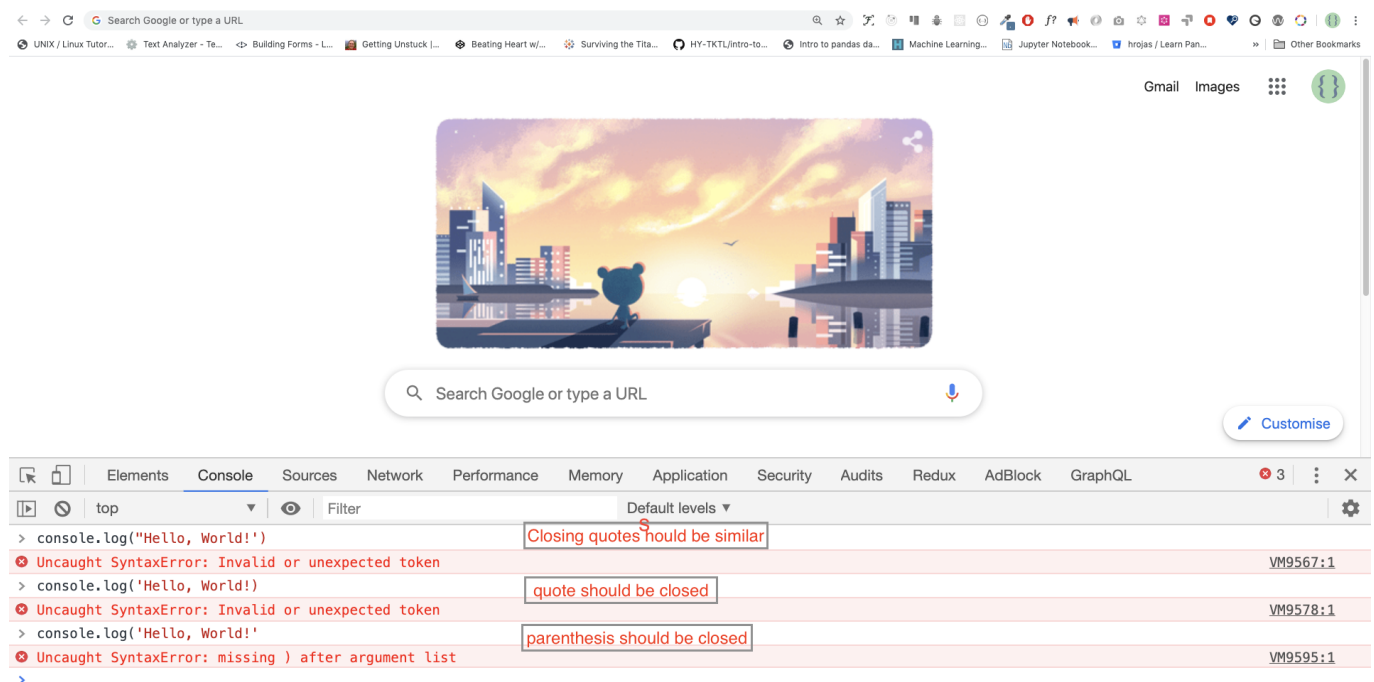 Search Google or type a URL
UNIX / Linux Tutor... Text Analyzer - Te... Building Forms - L... Getting Unstuck |... Beating Heart w/... Surviving the Tita... HY-TKTL/intro-to... Intro to pandas da... Machine Learning... Jupyter Notebook... hrojas / Learn Pan... » Other Bookmarks
Gmail Images
Search Google or type a URL
Customise
Elements Console Sources Network Performance Memory Application Security Audits Redux AdBlock GraphQL 3
top Filter Default levels ▼
> console.log("Hello, World!') Closing quotes hould be similar
S
Uncaught SyntaxError: Invalid or unexpected token VM9567:1
> console.log('Hello, World!) quote should be closed
Uncaught SyntaxError: Invalid or unexpected token VM9578:1
> console.log('Hello, World!' parenthesis should be closed
Uncaught SyntaxError: missing ) after argument list VM9595:1
>